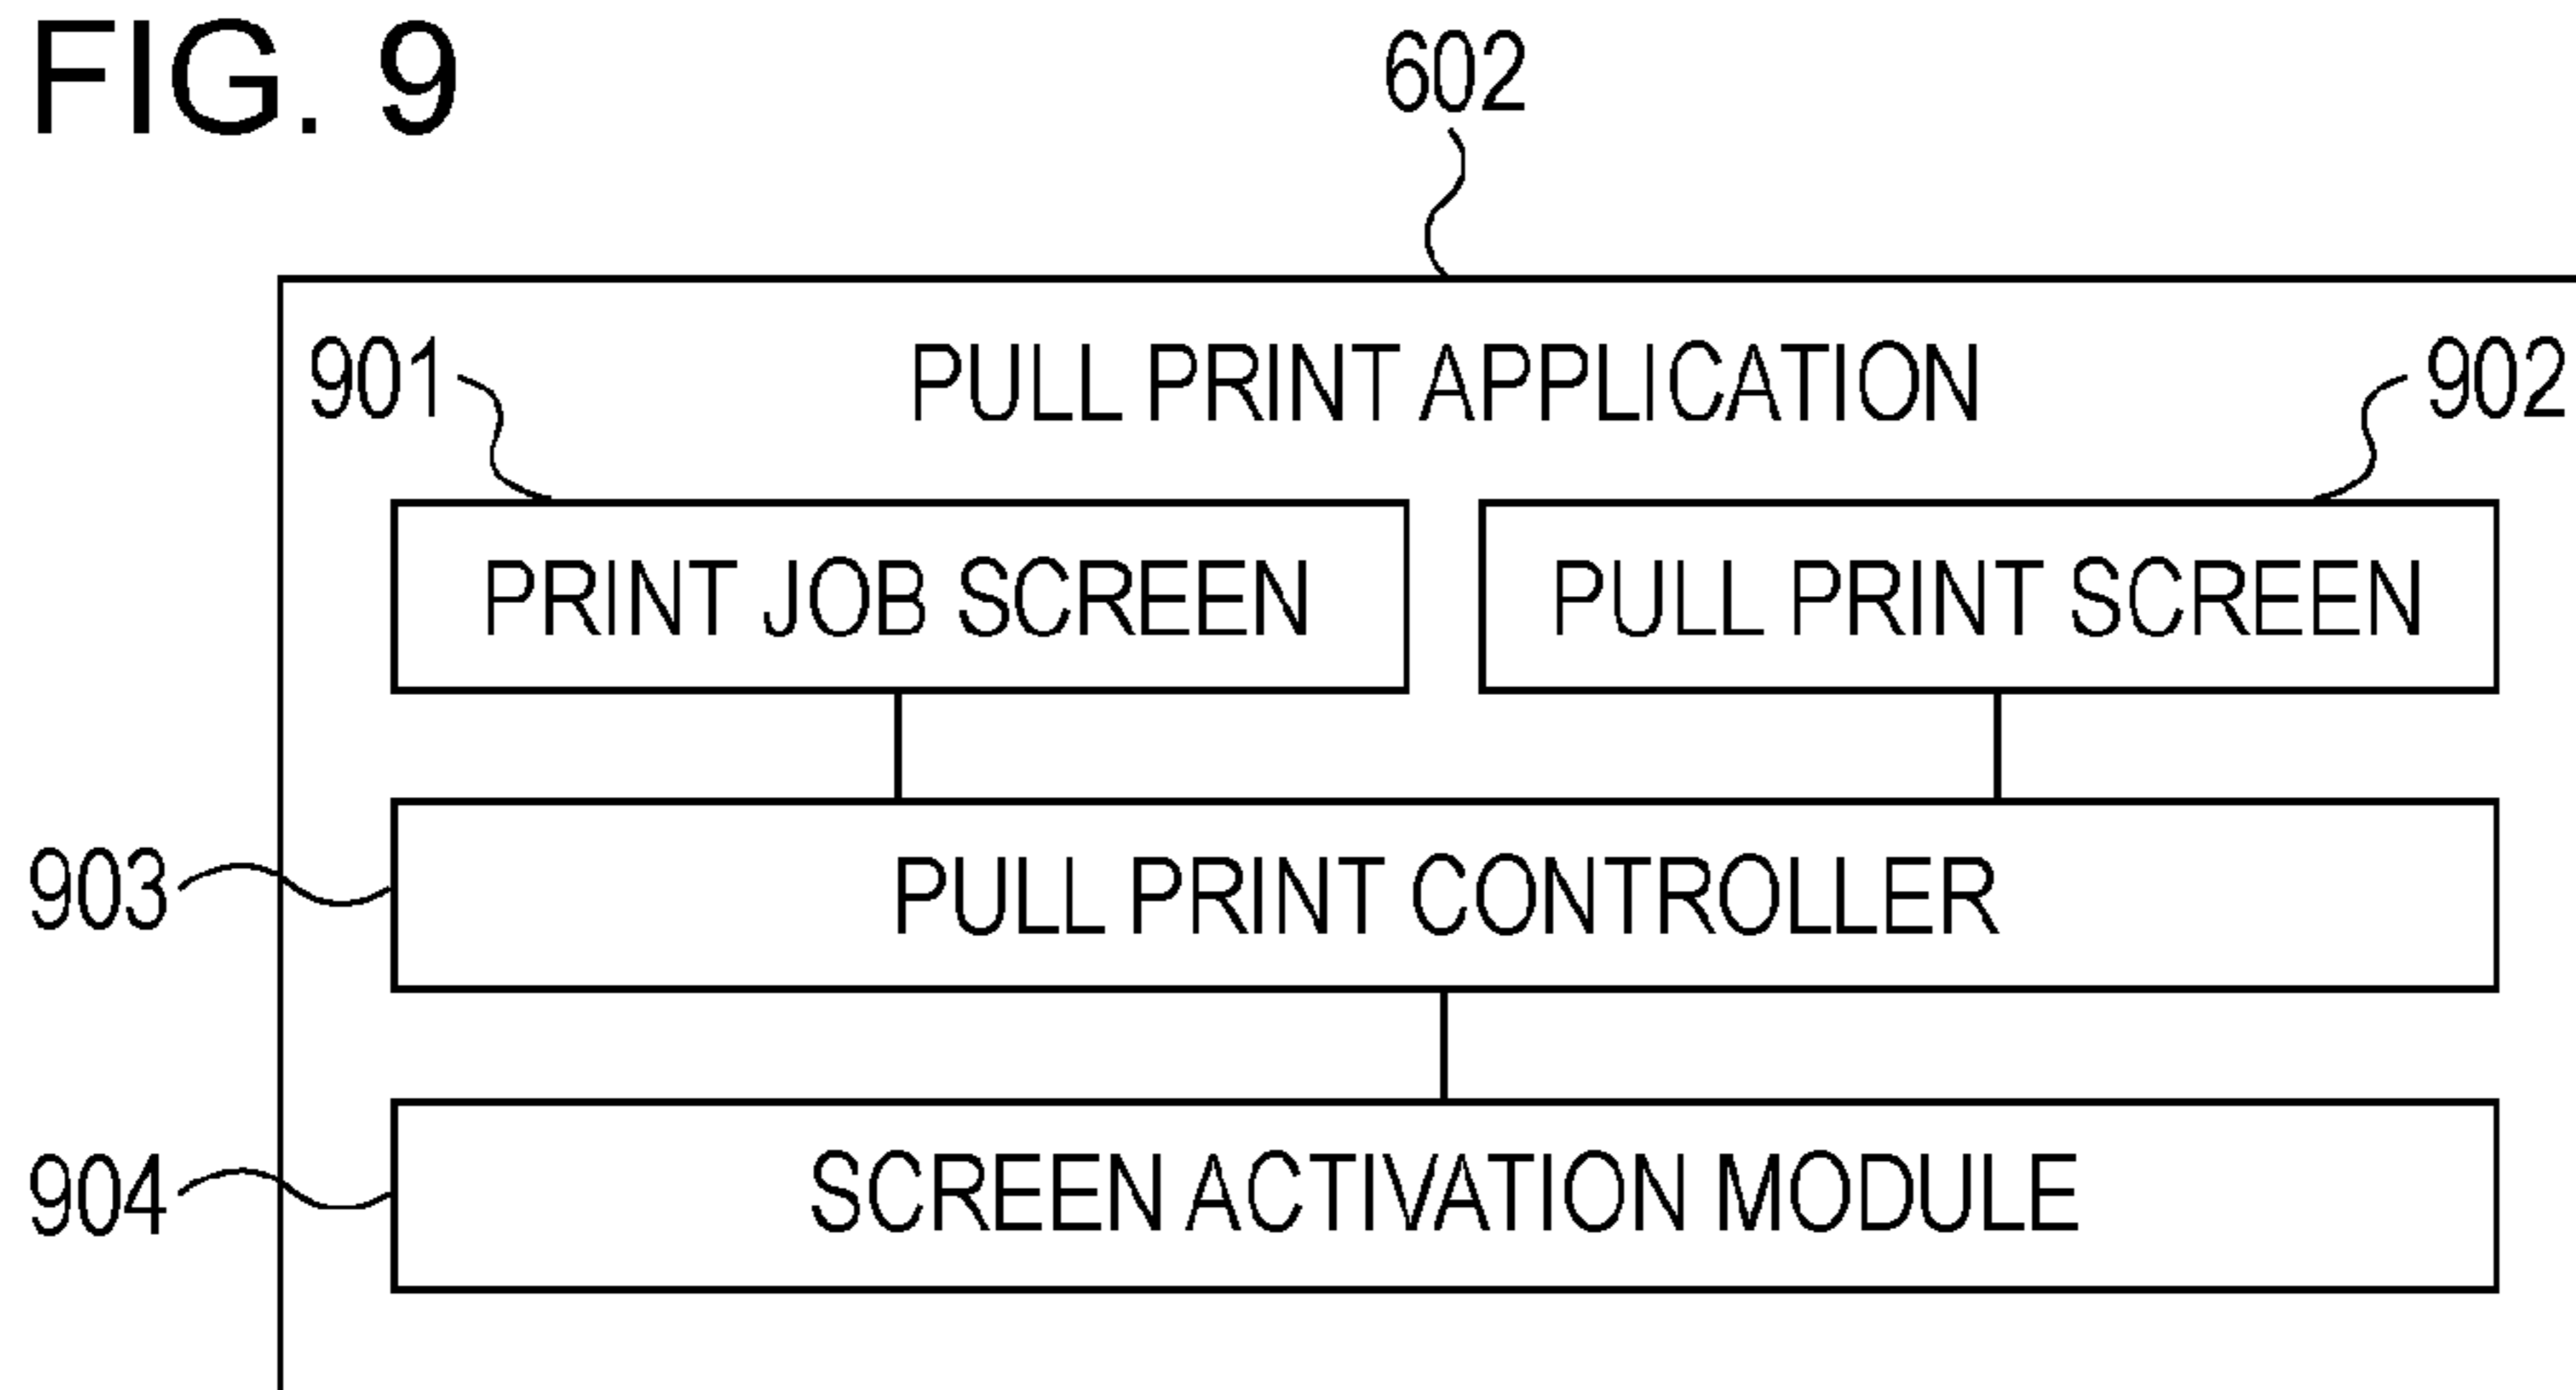 FIG. 9
602
901
PULL PRINT APPLICATION
902
PRINT JOB SCREEN
PULL PRINT SCREEN
903
PULL PRINT CONTROLLER
904
SCREEN ACTIVATION MODULE